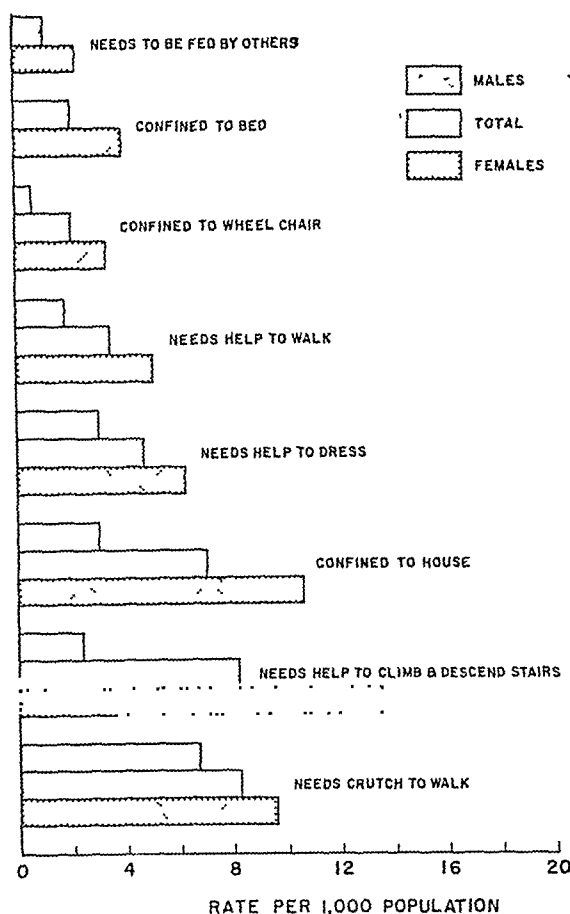 NEEDS TO BE FED BY OTHERS
MALES
TOTAL
FEMALES
CONFINED TO BED
CONFINED TO WHEEL CHAIR
NEEDS HELP TO WALK
NEEDS HELP TO DRESS
CONFINED TO HOUSE
NEEDS HELP TO CLIMB & DESCEND STAIRS
NEEDS CRUTCH TO WALK
0 4 8 12 16 20
RATE PER 1,000 POPULATION